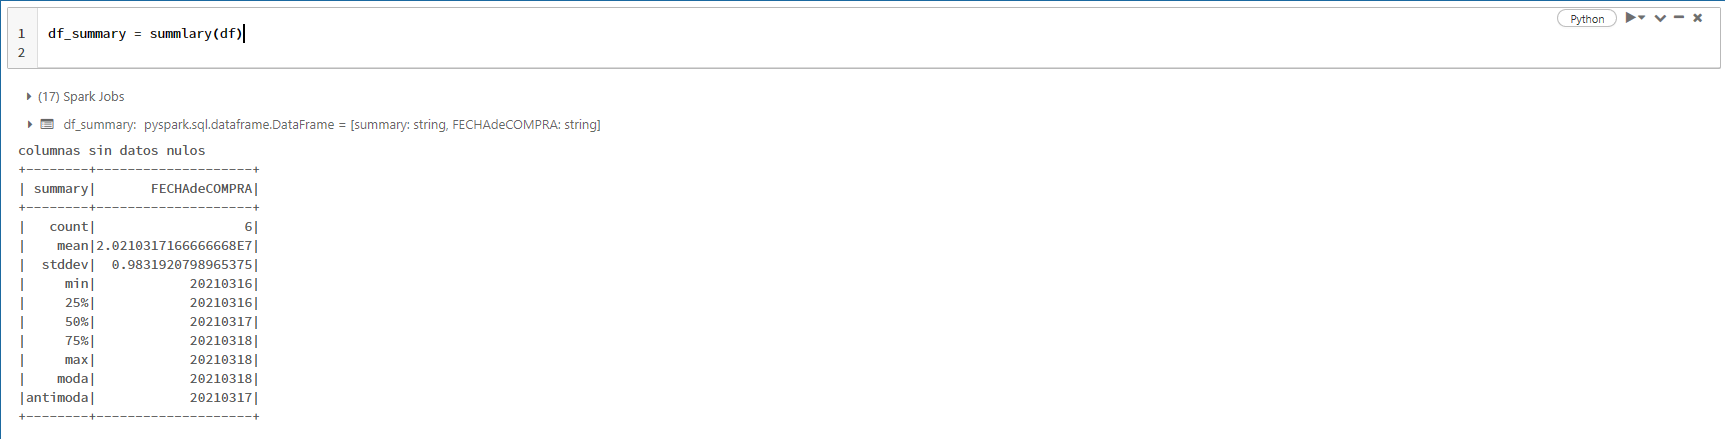 Python
1 df_summary = summlary(df)
2
(17) Spark Jobs
df_summary: pyspark.sql.dataframe.DataFrame = [summary: string, FECHAdeCOMPRA: string]
columnas sin datos nulos
+--------+--------------------+
| summary|       FECHAdeCOMPRA|
+--------+--------------------+
|   count|                   6|
|    mean|2.0210317166666668E7|
|  stddev|  0.9831920798965375|
|     min|            20210316|
|     25%|            20210316|
|     50%|            20210317|
|     75%|            20210318|
|     max|            20210318|
|    moda|            20210318|
|antimoda|            20210317|
+--------+--------------------+